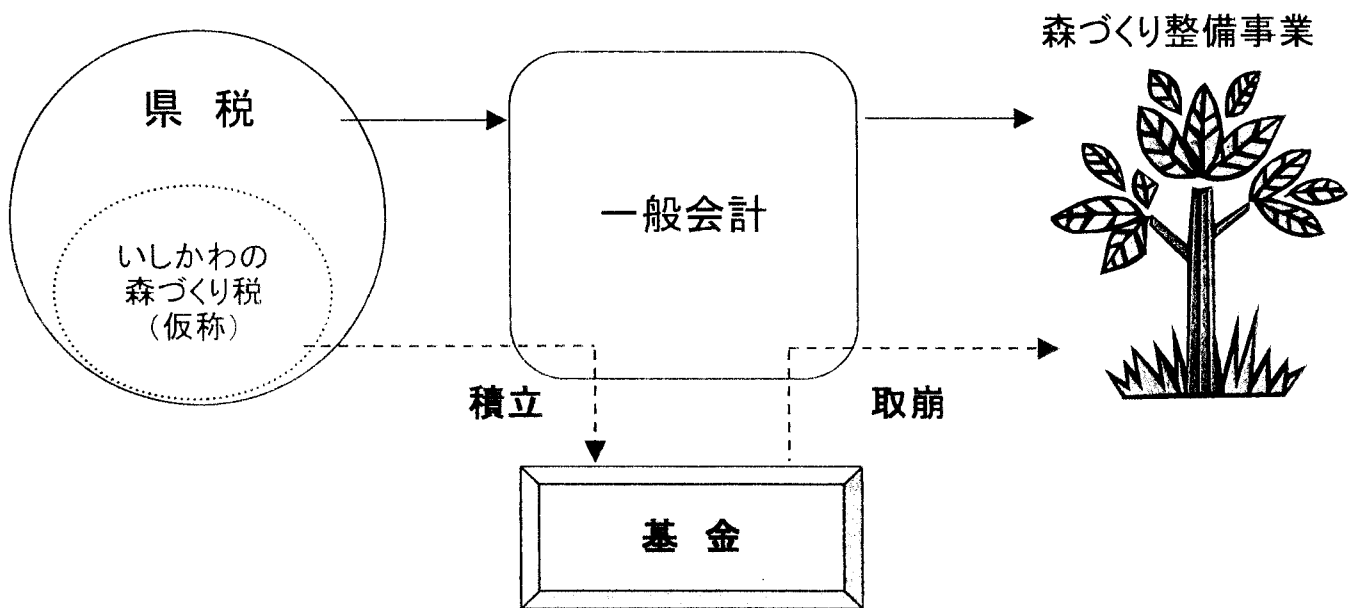 森づくり整備事業
県 税
一般会計
いしかわの
森づくり税
(仮称)
積立
取崩
基 金